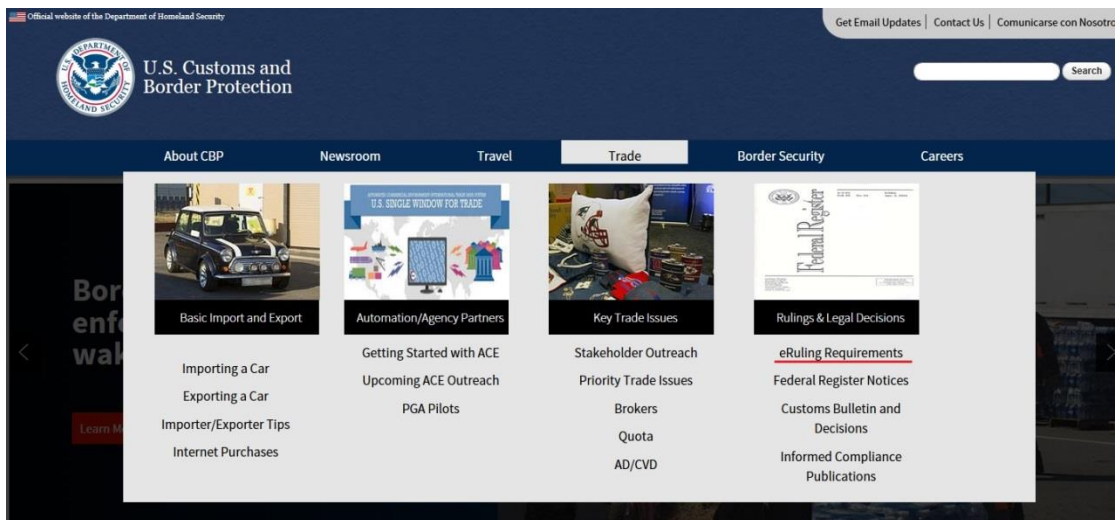 Official website of the Department of Homeland Security
Get Email Updates | Contact Us | Comunicarse con Nosotro
U.S. Customs and
Border Protection
Search
About CBP Newsroom Travel Trade Border Security Careers
U.S. SINGLE WINDOW FOR TRADE
Federal Register
Basic Import and Export
Automation/Agency Partners
Key Trade Issues
Rulings & Legal Decisions
Importing a Car
Exporting a Car
Importer/Exporter Tips
Internet Purchases
Getting Started with ACE
Upcoming ACE Outreach
PGA Pilots
Stakeholder Outreach
Priority Trade Issues
Brokers
Quota
AD/CVD
eRuling Requirements
Federal Register Notices
Customs Bulletin and
Decisions
Informed Compliance
Publications
Bor
enfo
wak
Learn M